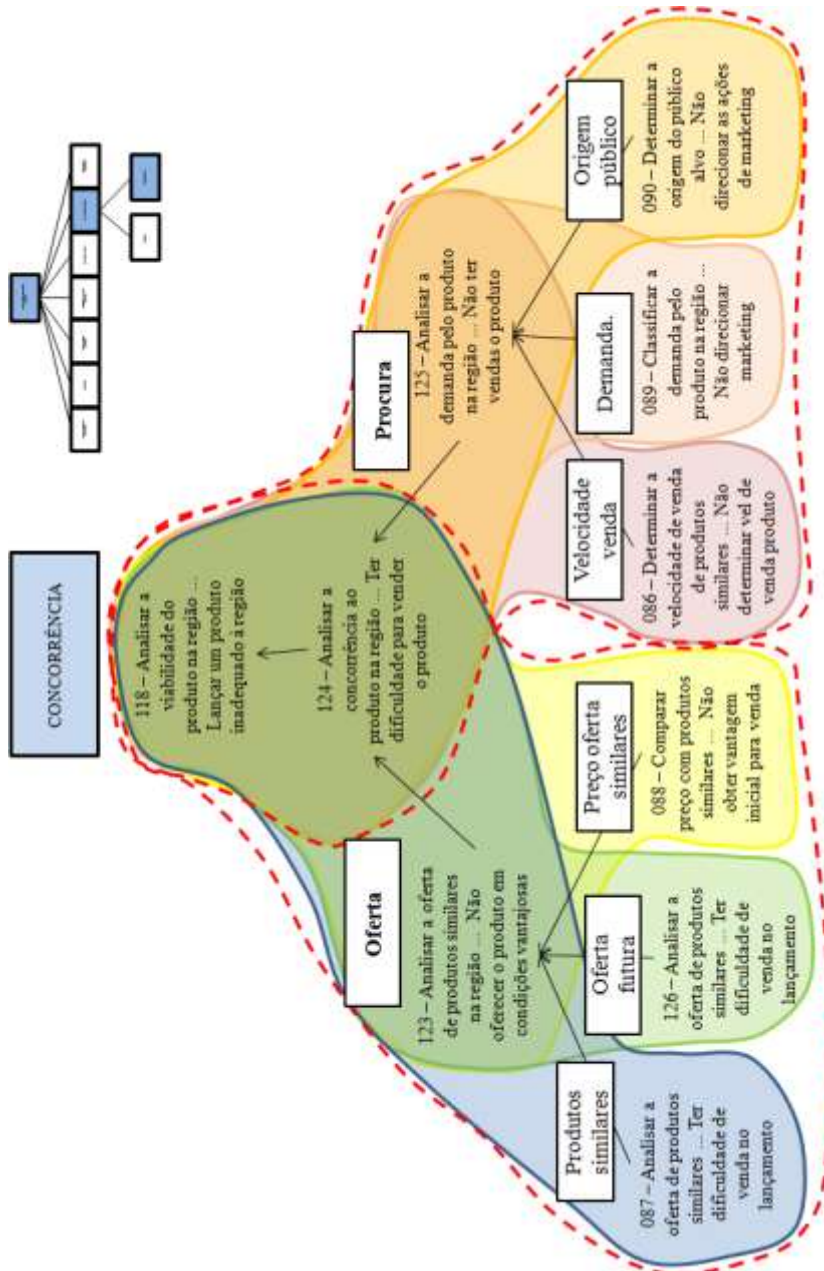 CONCORRÊNCIA
118 – Analisar a
viabilidade do
produto na região ...
Lançar um produto
inadequado à região
124 – Analisar a
concorrência ao
produto na região ... Ter
dificuldade para vender
o produto
Oferta
Procura
123 – Analisar a oferta
de produtos similares
na região ... Não
oferecer o produto em
condições vantajosas
125 – Analisar a
demanda pelo produto
na região ... Não ter
vendas o produto
Produtos
similares
Oferta
futura
Preço oferta
similares
Velocidade
venda
Demanda.
Origem
público
087 – Analisar a
oferta de produtos
similares ... Ter
dificuldade de
venda no
lançamento
126 – Analisar a
oferta de produtos
similares ... Ter
dificuldade de
venda no
lançamento
088 – Comparar
preço com produtos
similares ... Não
obter vantagem
inicial para venda
086 – Determinar a
velocidade de venda
de produtos
similares ... Não
determinar vel de
venda produto
089 – Classificar a
demanda pelo
produto na região ...
Não direcionar
marketing
090 – Determinar a
origem do público
alvo ... Não
direcionar as ações
de marketing